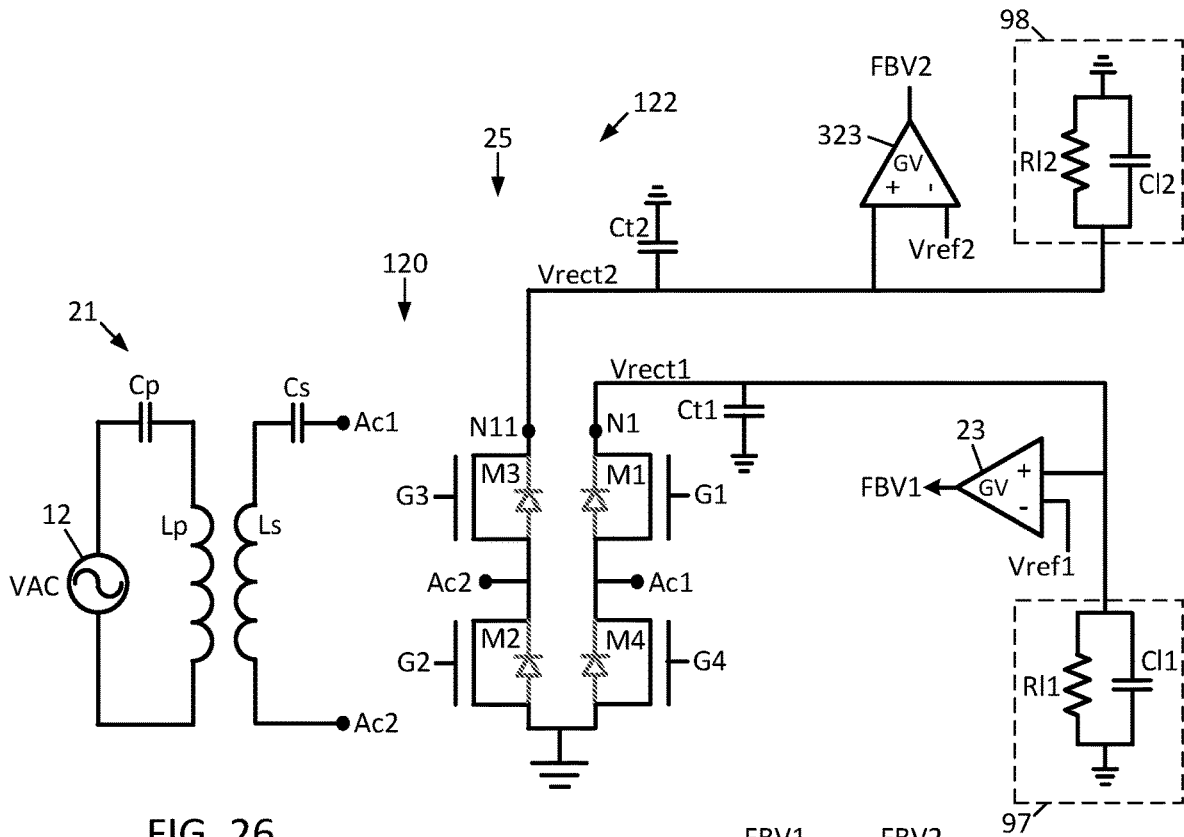 98
FBV2
122
25
323
GV
+
-
Rl2
Cl2
Ct2
Vref2
120
Vrect2
21
Cp
Cs
Vrect1
Ct1
Ac1
N11
N1
23
M3
M1
G3
G1
FBV1
GV
+
-
12
Lp
Ls
Vref1
VAC
Ac2
Ac1
M2
M4
G2
G4
Rl1
Cl1
Ac2
97
FIG. 26
FBV1
FBV2